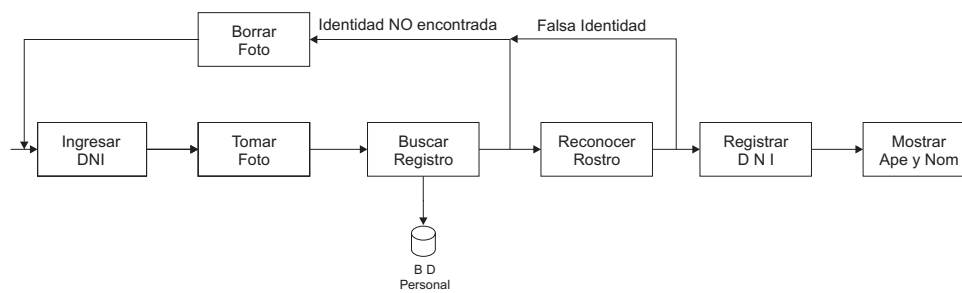 Borrar
Foto
Identidad NO encontrada
Falsa Identidad
Ingresar
DNI
Tomar
Foto
Buscar
Registro
Reconocer
Rostro
Registrar
D N I
Mostrar
Ape y Nom
B D
Personal